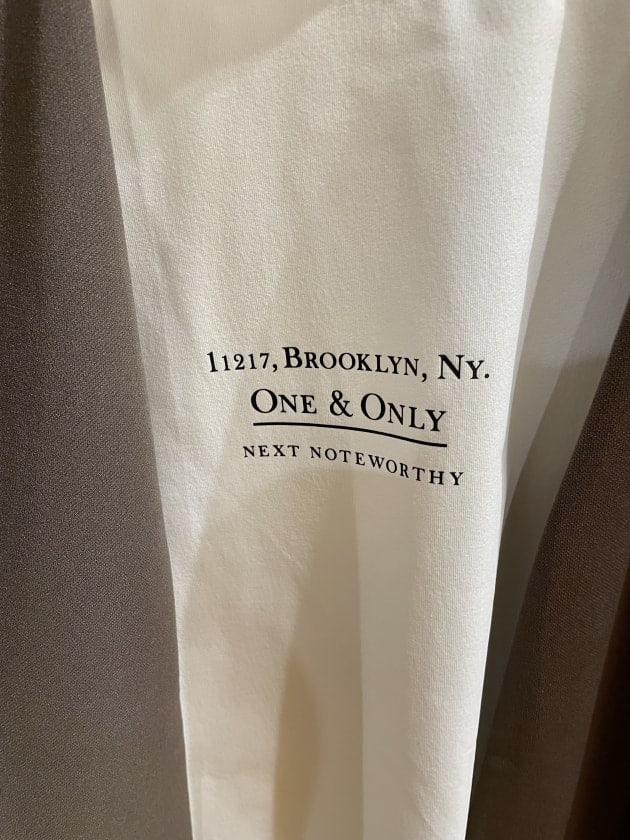 11217, BROOKLYN, NY.
ONE & ONLY
NEXT NOTEWORTHY